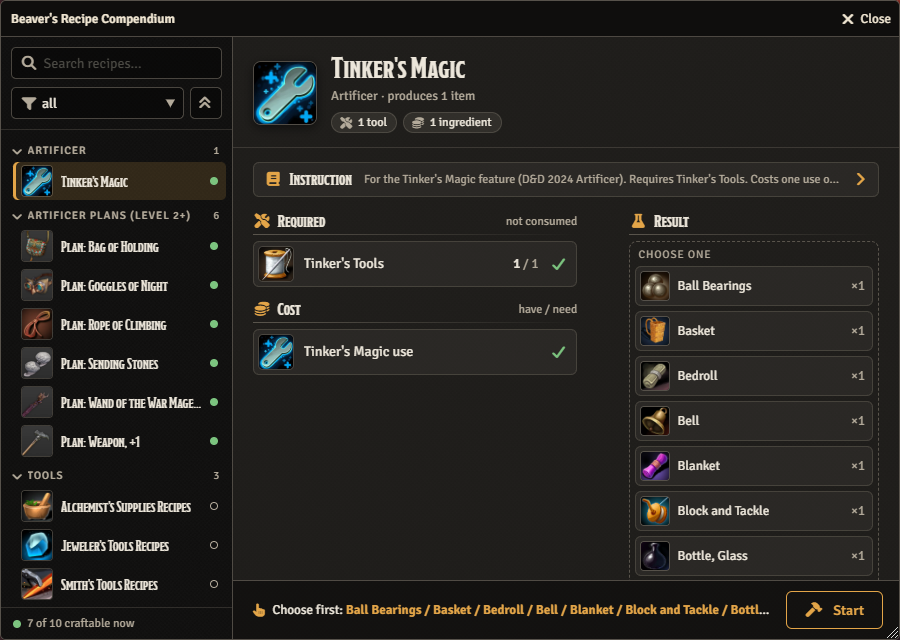 Beaver's Recipe Compendium
Close
Search recipes...
all
ARTIFICER 1
TINKER'S MAGIC
ARTIFICER PLANS (LEVEL 2+) 6
PLAN: BAG OF HOLDING
PLAN: GOGGLES OF NIGHT
PLAN: ROPE OF CLIMBING
PLAN: SENDING STONES
PLAN: WAND OF THE WAR MAGE...
PLAN: WEAPON, +1
TOOLS 3
ALCHEMIST'S SUPPLIES RECIPES
JEWELER'S TOOLS RECIPES
SMITH'S TOOLS RECIPES
7 of 10 craftable now
TINKER'S MAGIC
Artificer · produces 1 item
1 tool 1 ingredient
INSTRUCTION For the Tinker's Magic feature (D&D 2024 Artificer). Requires Tinker's Tools. Costs one use o...
REQUIRED not consumed
Tinker's Tools 1 / 1
COST have / need
Tinker's Magic use
RESULT
CHOOSE ONE
Ball Bearings ×1
Basket ×1
Bedroll ×1
Bell ×1
Blanket ×1
Block and Tackle ×1
Bottle, Glass ×1
Choose first: Ball Bearings / Basket / Bedroll / Bell / Blanket / Block and Tackle / Bottl...
Start